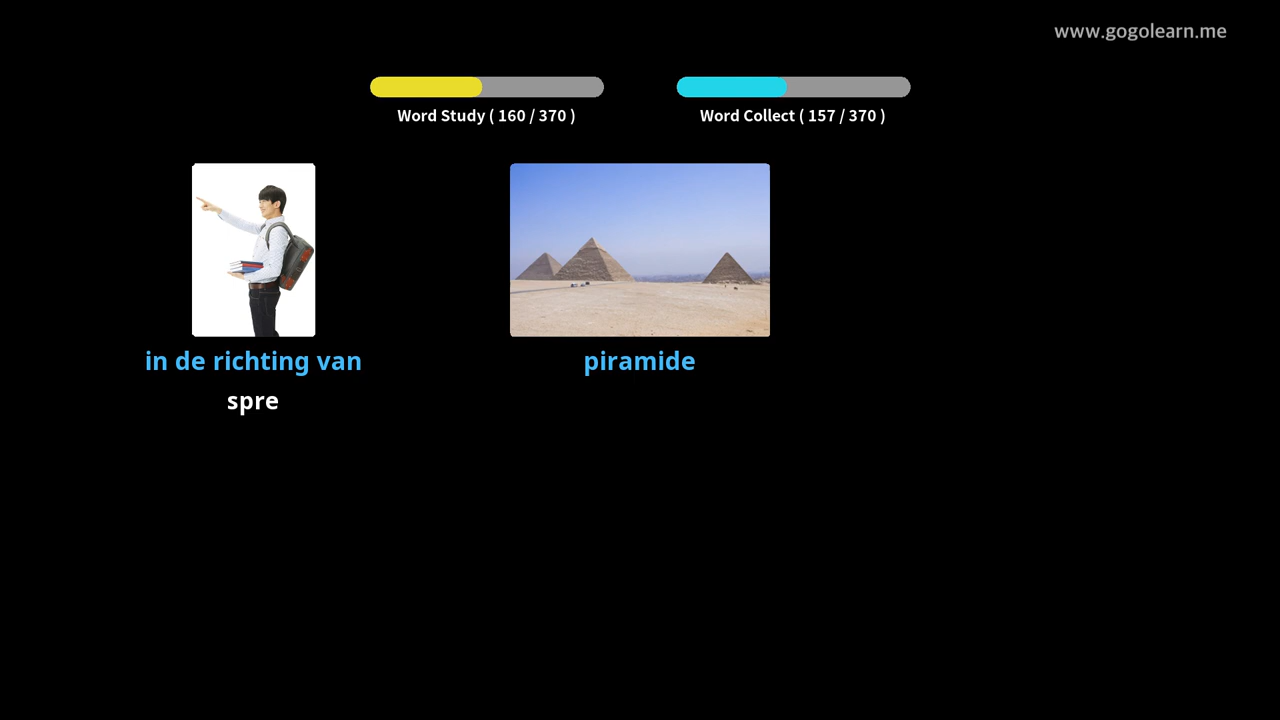 www.gogolearn.me
Word Study ( 160 / 370 )
Word Collect ( 157 / 370 )
in de richting van
spre
piramide